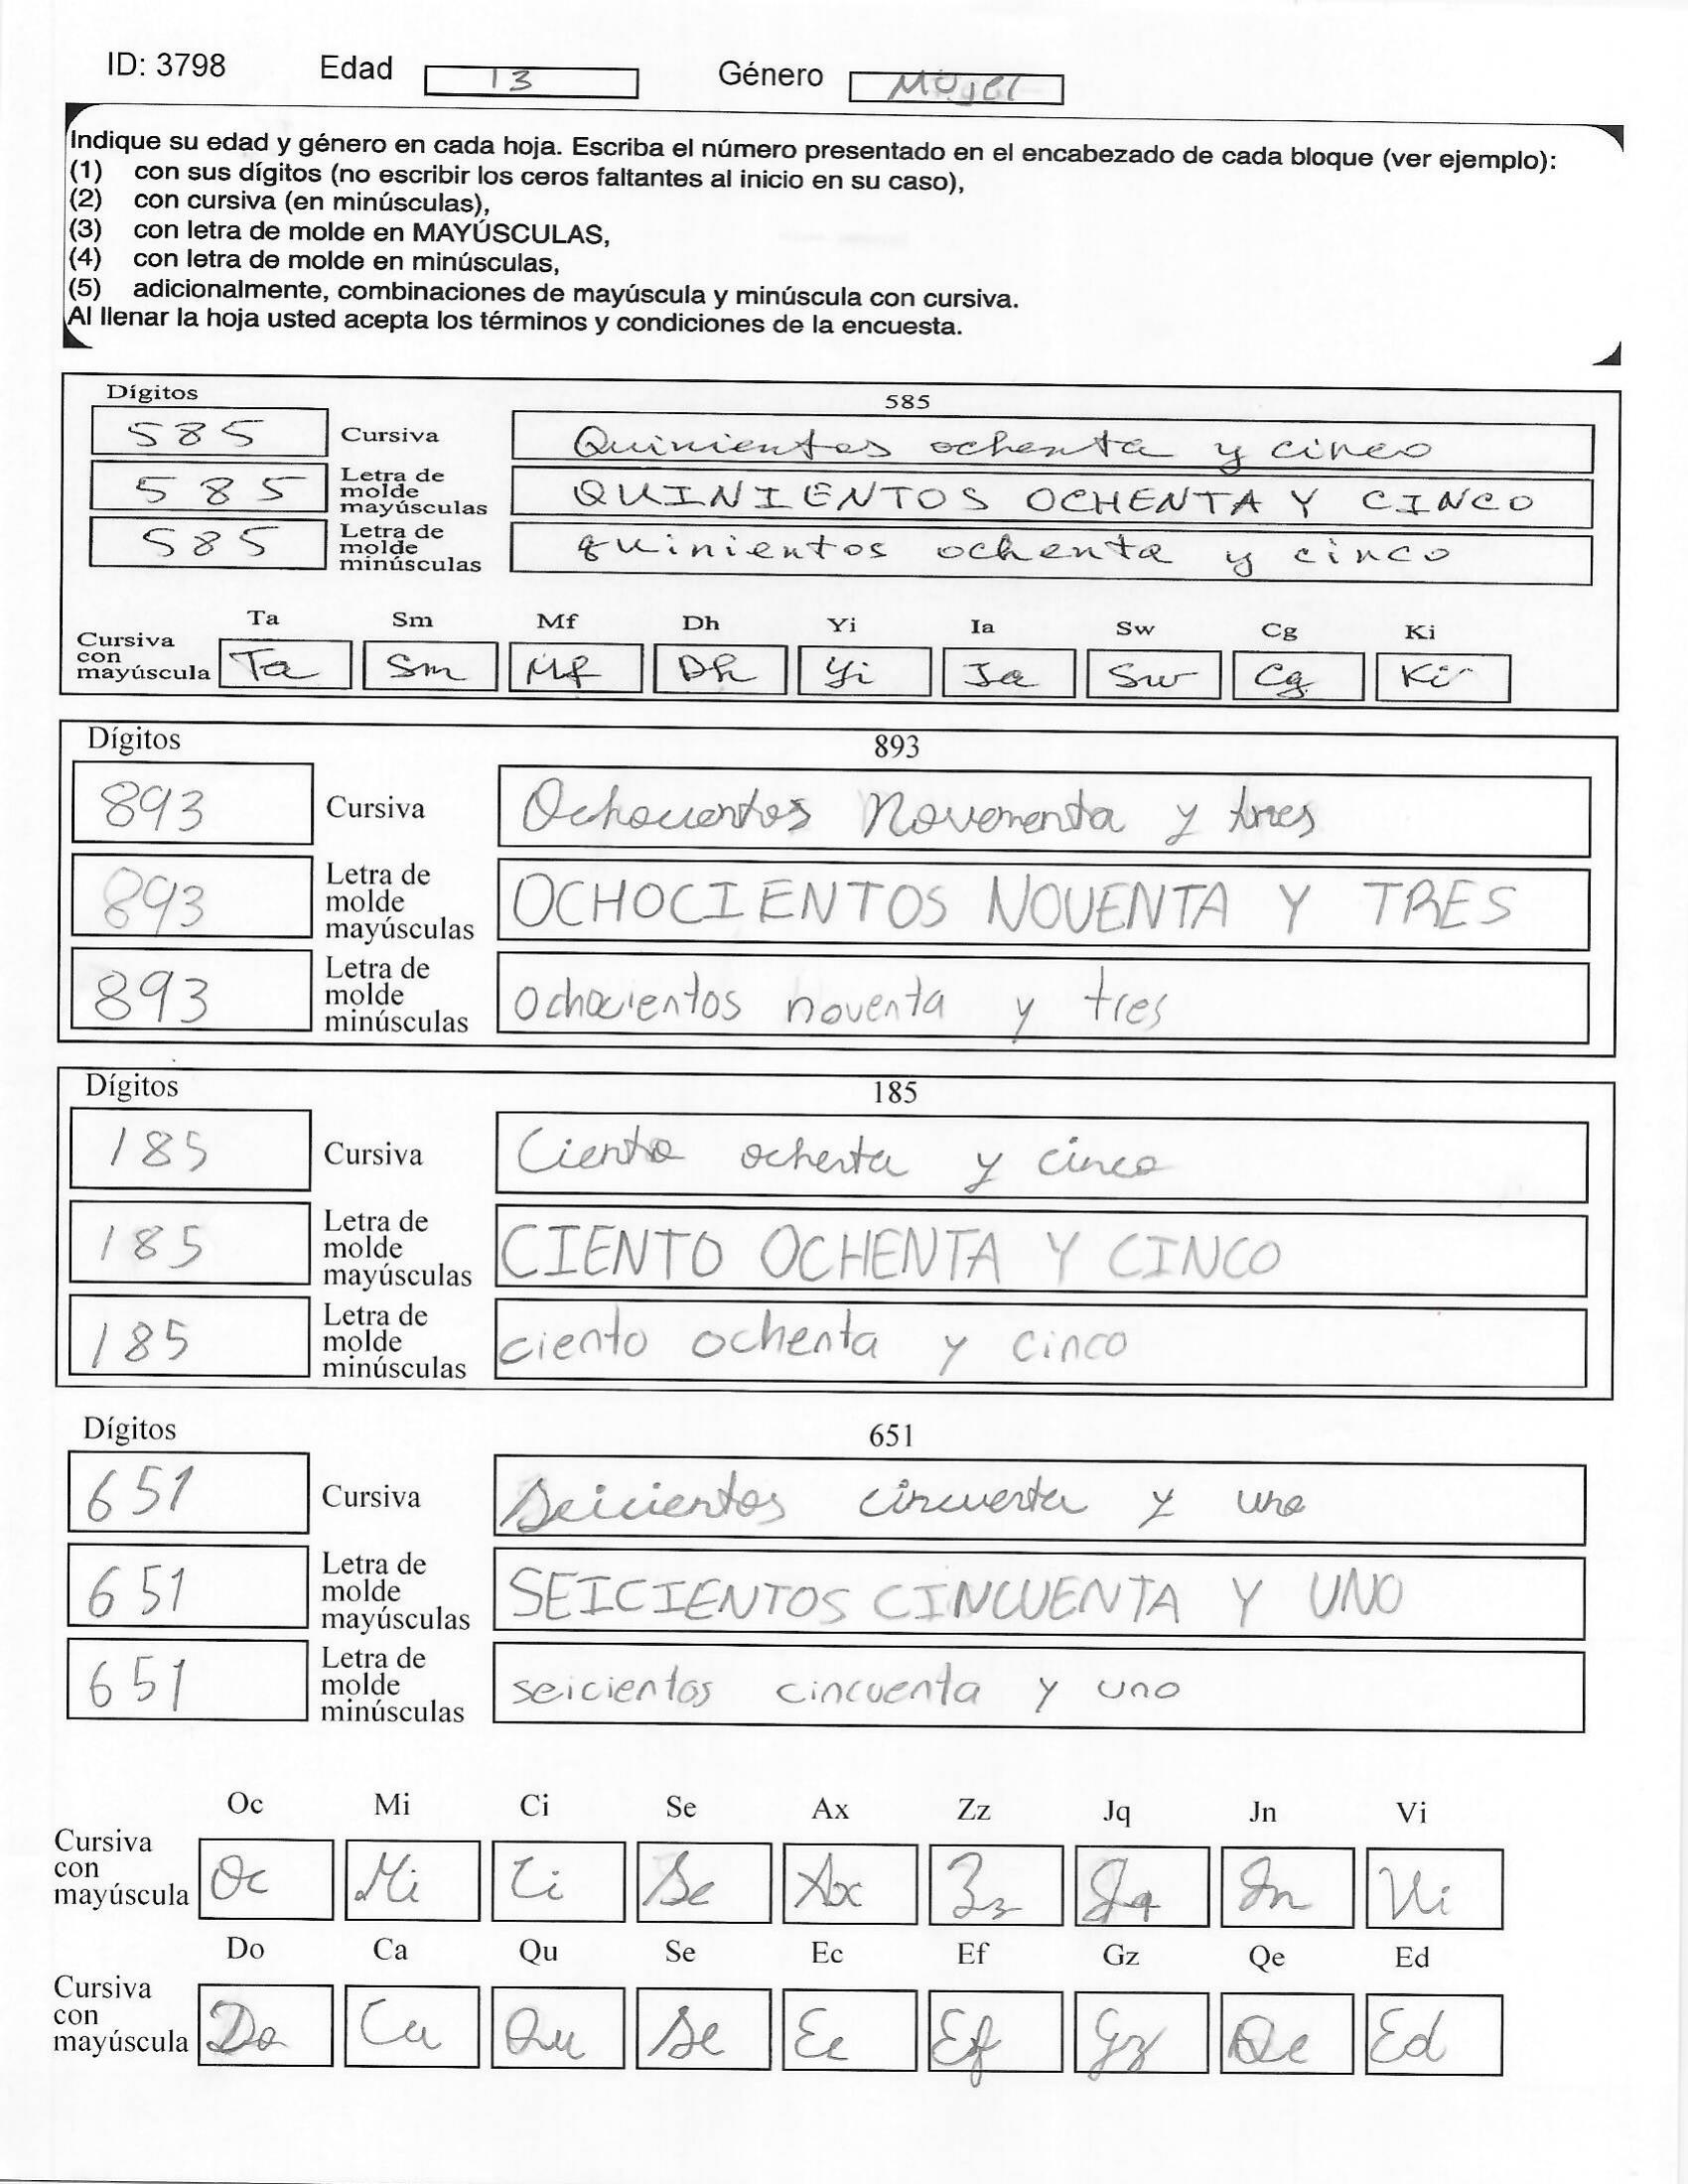 ID: 3798 Edad 13 Género Mujer
Indique su edad y género en cada hoja. Escriba el número presentado en el encabezado de cada bloque (ver ejemplo):
(1) con sus dígitos (no escribir los ceros faltantes al inicio en su caso),
(2) con cursiva (en minúsculas),
(3) con letra de molde en MAYÚSCULAS,
(4) con letra de molde en minúsculas,
(5) adicionalmente, combinaciones de mayúscula y minúscula con cursiva.
Al llenar la hoja usted acepta los términos y condiciones de la encuesta.
Dígitos 585
585 Cursiva Quinientos ochenta y cinco
585 Letra de molde mayúsculas QUINIENTOS OCHENTA Y CINCO
585 Letra de molde minúsculas quinientos ochenta y cinco
Ta Sm Mf Dh Yi Ia Sw Cg Ki
Cursiva con mayúscula Ta Sm Mf Dh Yi Ia Sw Cg Ki
Dígitos 893
893 Cursiva Ochocientos Novementa y tres
893 Letra de molde mayúsculas OCHOCIENTOS NOVENTA Y TRES
893 Letra de molde minúsculas ochocientos noventa y tres
Dígitos 185
185 Cursiva Ciento ochenta y cinco
185 Letra de molde mayúsculas CIENTO OCHENTA Y CINCO
185 Letra de molde minúsculas ciento ochenta y cinco
Dígitos 651
651 Cursiva Seicientos cincuenta y uno
651 Letra de molde mayúsculas SEICIENTOS CINCUENTA Y UNO
651 Letra de molde minúsculas seicientos cincuenta y uno
Oc Mi Ci Se Ax Zz Jq Jn Vi
Cursiva con mayúscula Oc Mi Ci Se Ax Zz Jq Jn Vi
Do Ca Qu Se Ec Ef Gz Qe Ed
Cursiva con mayúscula Do Ca Qu Se Ec Ef Gz Qe Ed